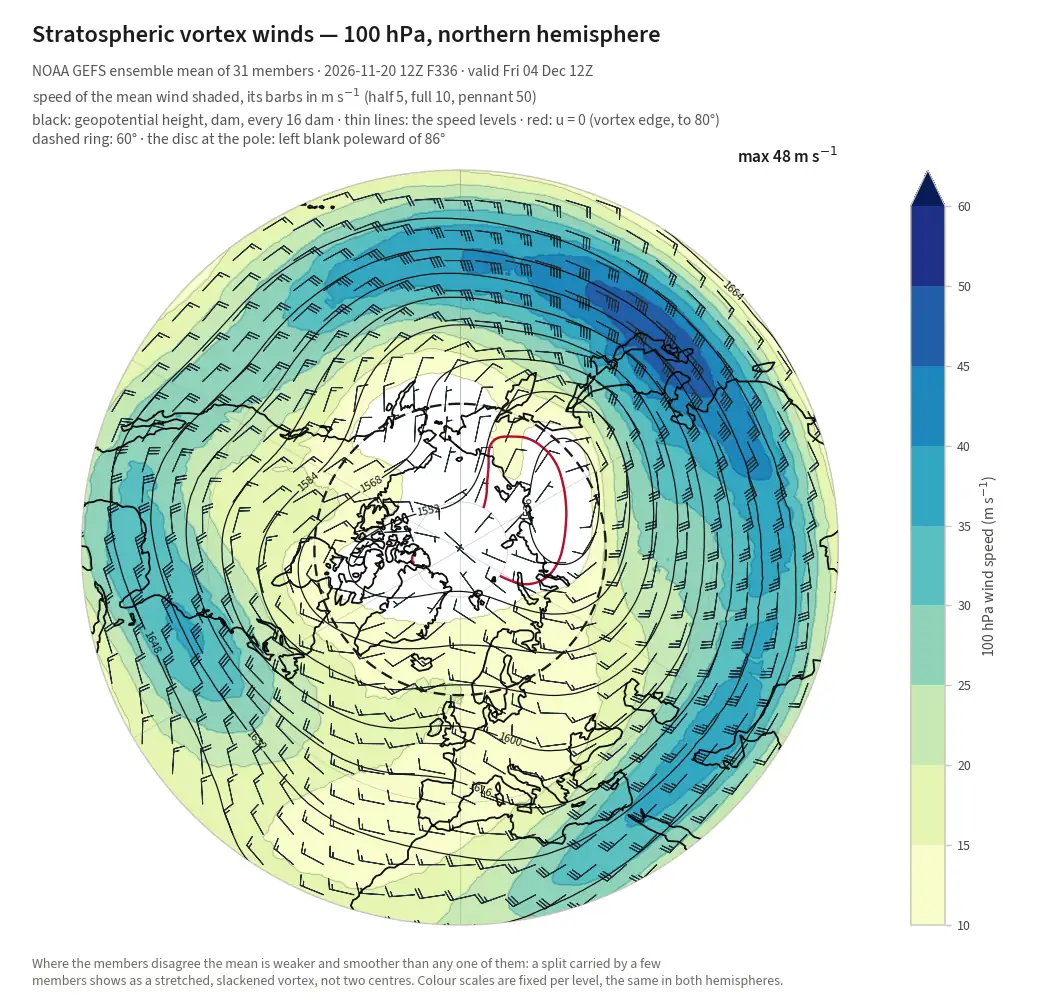 Stratospheric vortex winds — 100 hPa, northern hemisphere
NOAA GEFS ensemble mean of 31 members · 2026-11-20 12Z F336 · valid Fri 04 Dec 12Z
speed of the mean wind shaded, its barbs in m s⁻¹ (half 5, full 10, pennant 50)
black: geopotential height, dam, every 16 dam · thin lines: the speed levels · red: u = 0 (vortex edge, to 80°)
dashed ring: 60° · the disc at the pole: left blank poleward of 86°
max 48 m s⁻¹
1664
1584
1568
1552
1648
1632
1600
1616
60
50
45
40
35
30
25
20
15
10
100 hPa wind speed (m s⁻¹)
Where the members disagree the mean is weaker and smoother than any one of them: a split carried by a few
members shows as a stretched, slackened vortex, not two centres. Colour scales are fixed per level, the same in both hemispheres.